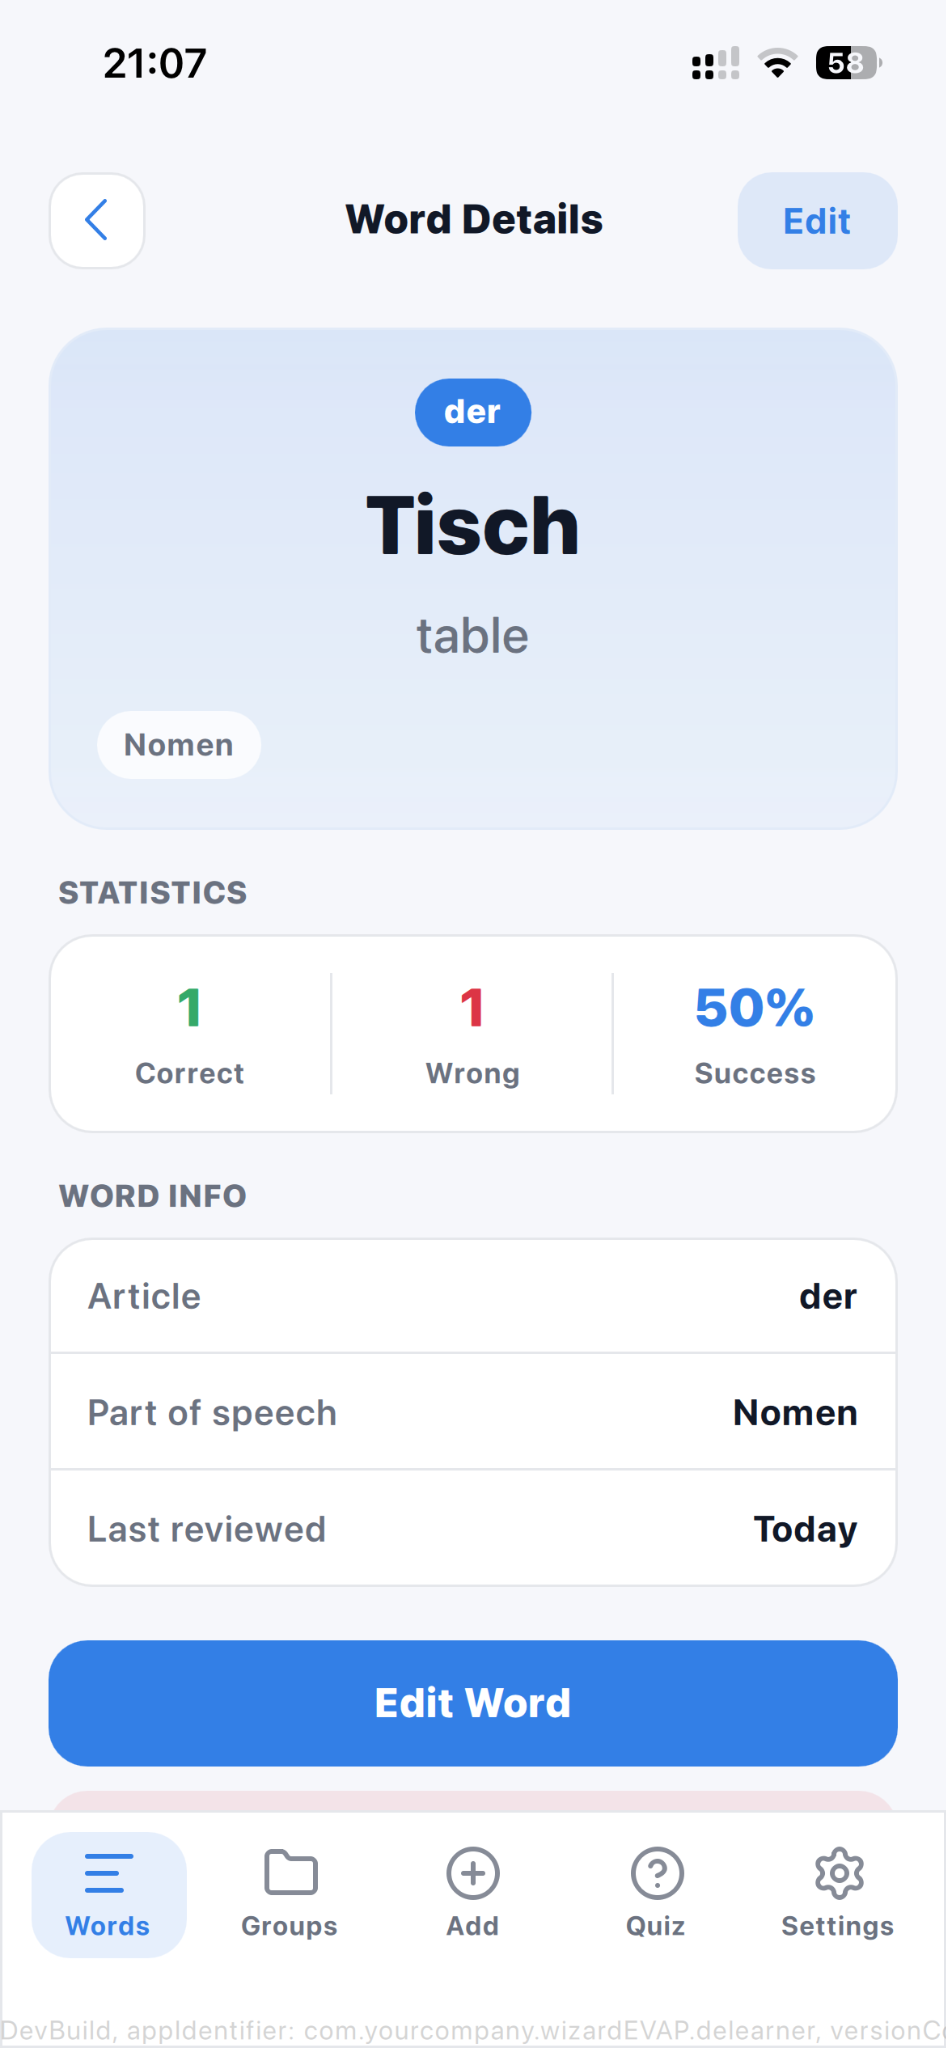 21:07
58
Word Details
Edit
der
Tisch
table
Nomen
STATISTICS
1
1
50%
Correct
Wrong
Success
WORD INFO
Article
der
Part of speech
Nomen
Last reviewed
Today
Edit Word
Words
Groups
Add
Quiz
Settings
DevBuild, appIdentifier: com.yourcompany.wizardEVAP.delearner,